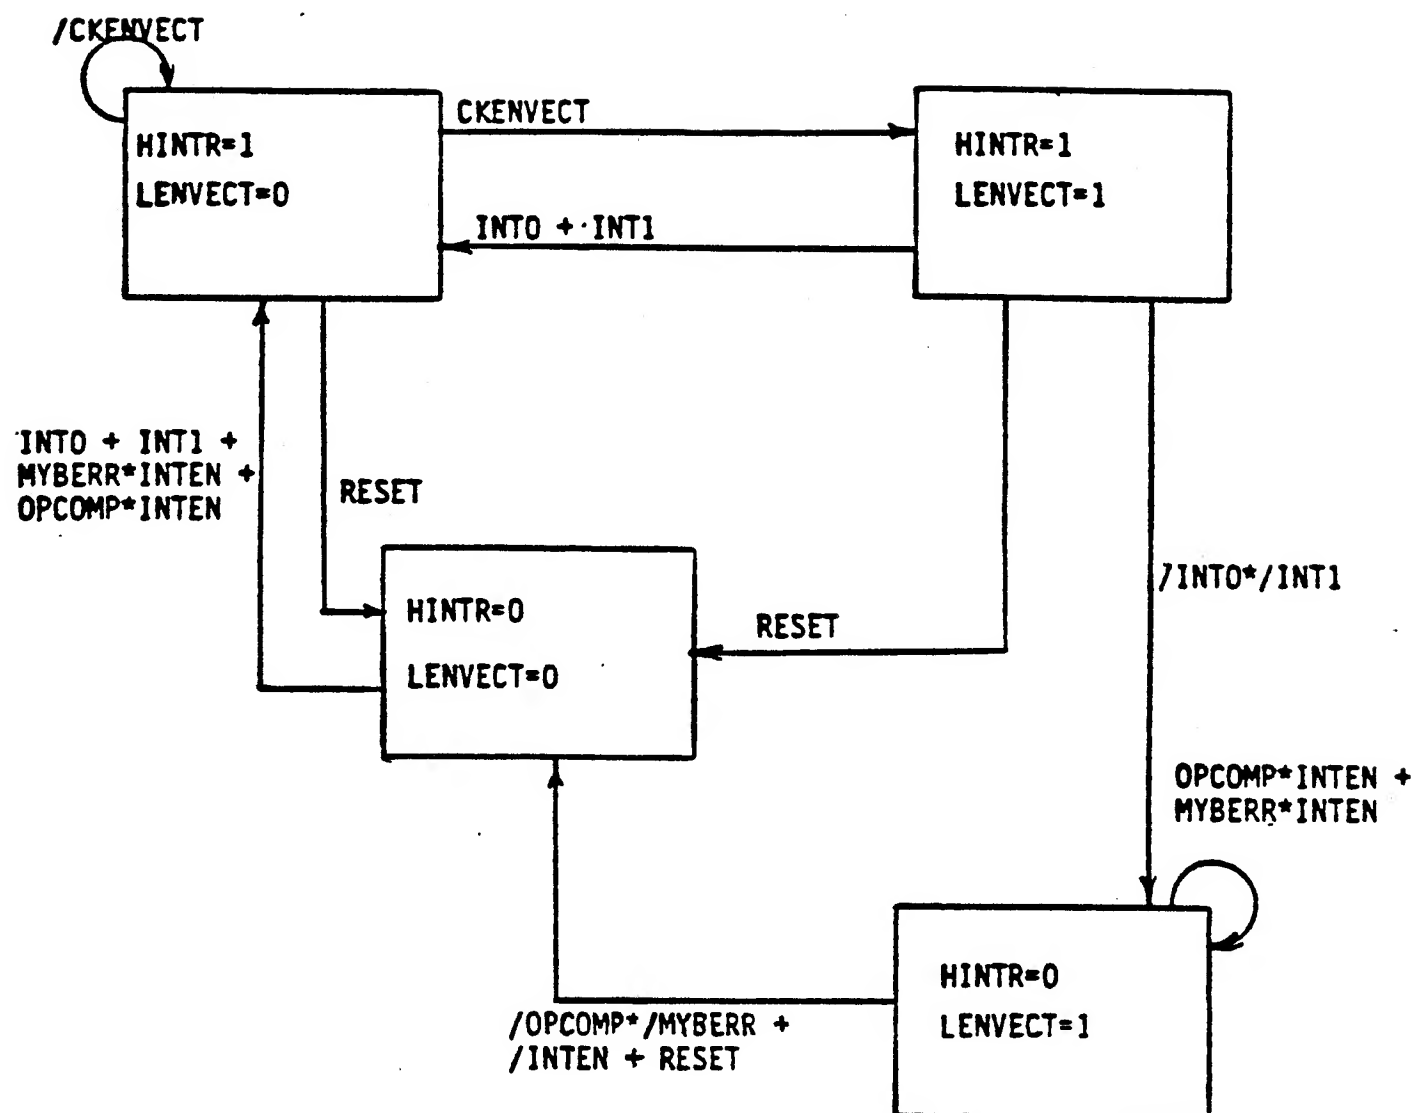 /CKENVECT
CKENVECT
HINTR=1
LENVECT=0
HINTR=1
LENVECT=1
INT0 + INT1
INT0 + INT1 +
MYBERR*INTEN +
OPCOMP*INTEN
RESET
HINTR=0
LENVECT=0
RESET
/INT0*/INT1
OPCOMP*INTEN +
MYBERR*INTEN
HINTR=0
LENVECT=1
/OPCOMP*/MYBERR +
/INTEN + RESET